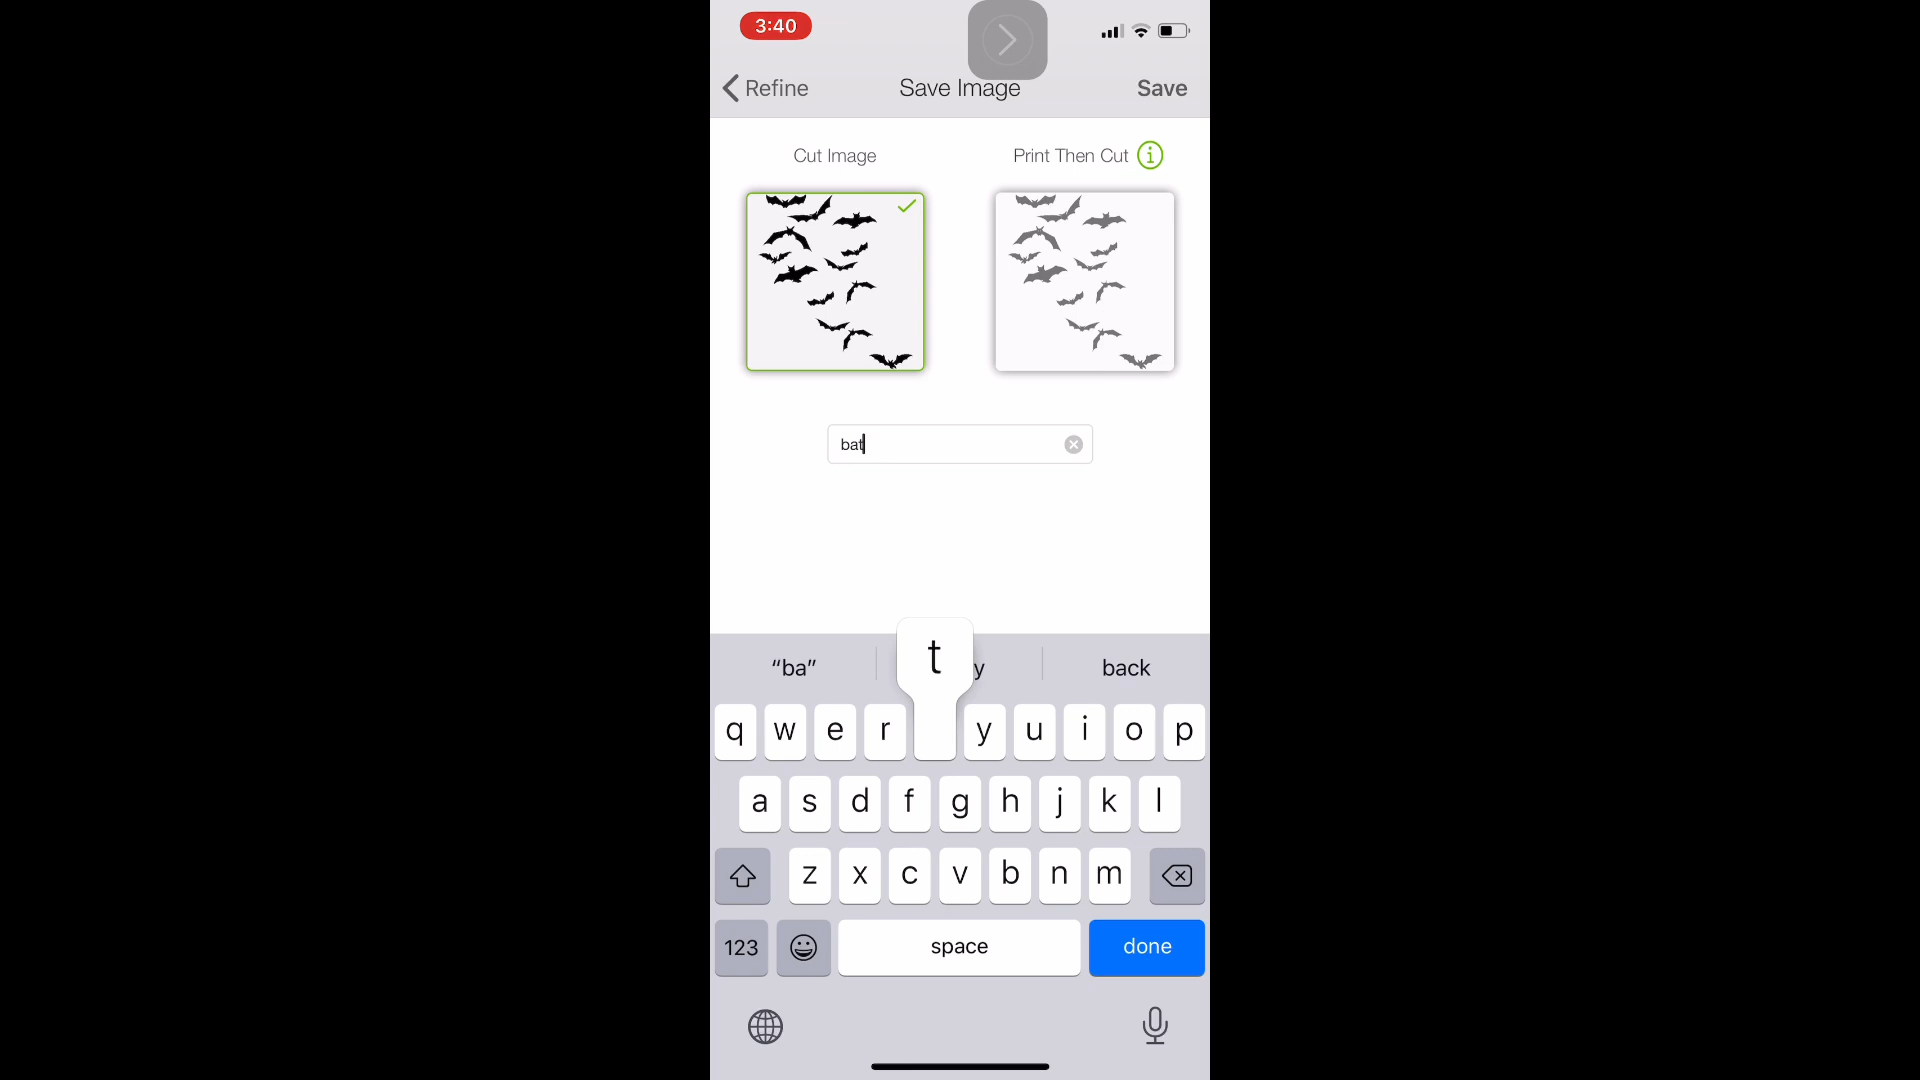 3:40
Refine
Save Image
Save
Cut Image
Print Then Cut
bat
“ba”
y
back
t
q w e r y u i o p
a s d f g h j k l
z x c v b n m
123
space
done